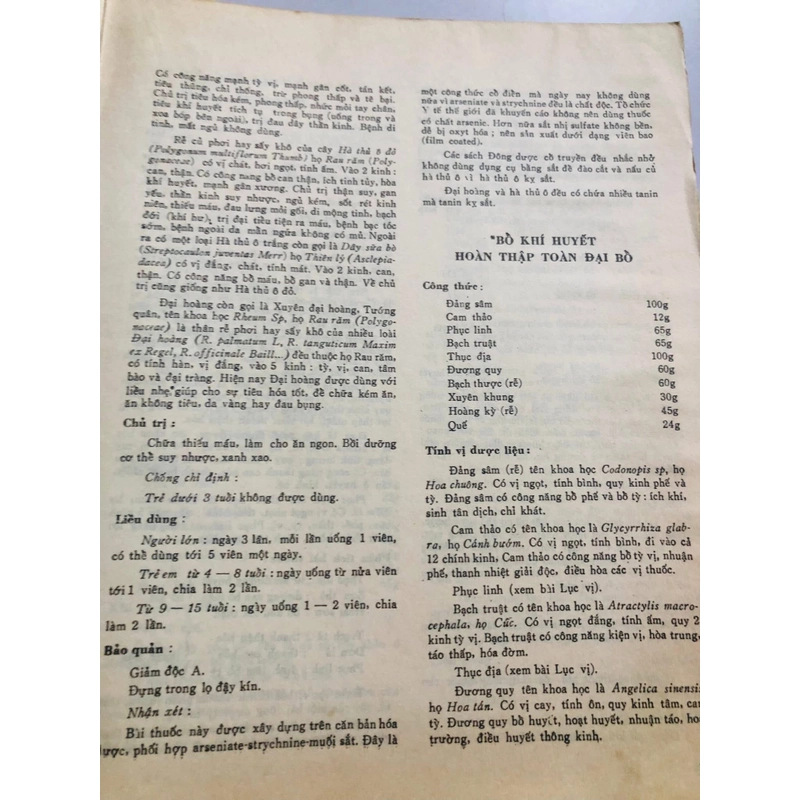 Có công năng mạnh tỳ vị, mạnh gân cốt, tán kết,
tiêu thũng, chỉ thống, trừ phong thấp và tê bại.
Chủ trị tiêu hóa kém, phong thấp, nhức mỏi tay chân,
tiêu khí huyết tích tụ trong bụng (uống trong và
xoa bóp bên ngoài), trị đau dây thần kinh. Bệnh di
tinh, mất ngủ không dùng.
Rễ củ phơi hay sấy khô của cây Hà thủ ô đỏ
(Polygonum multiflorum Thumb) họ Rau răm (Poly-
gonaceae) có vị chát, hơi ngọt, tính ấm. Vào 2 kinh:
can, thận. Có công năng bồ can thận, ích tinh tủy, hòa
khí huyết, mạnh gân xương. Chủ trị thận suy, gan
yếu, thần kinh suy nhược, ngủ kém, sốt rét kinh
niên, thiếu máu, đau lưng mỏi gối, di mộng tinh, bạch
đới (khí hư), trị đại tiều tiện ra máu, bệnh bạc tóc
sớm, bệnh ngoài da mần ngứa không có mủ. Ngoài
ra có một loại Hà thủ ô trắng còn gọi là Dây sữa bò
(Streptocaulon juventas Merr) họ Thiên lý (Asclepia-
dacea) có vị đắng, chát, tính mát. Vào 2 kinh, can,
thận. Có công năng bồ máu, bồ gan và thận. Về chủ
trị cũng giống như Hà thủ ô đỏ.
Đại hoàng còn gọi là Xuyên đại hoàng, Tướng
quân, tên khoa học Rheum Sp, họ Rau răm (Polygo-
naceae) là thân rễ phơi hay sấy khô của nhiều loài
Đại hoàng (R. palmatum L, R. tanguticum Maxim
ex Regel, R. officinale Baill...) đều thuộc họ Rau răm,
có tính hàn, vị đắng, vào 5 kinh: tỳ, vị, can, tâm
bào và đại tràng. Hiện nay Đại hoàng được dùng với
liều nhẹ giúp cho sự tiêu hóa tốt, đề chữa kém ăn,
ăn không tiêu, da vàng hay đau bụng.
Chủ trị :
Chữa thiếu máu, làm cho ăn ngon. Bồi dưỡng
cơ thề suy nhược, xanh xao.
Chống chỉ định :
Trẻ dưới 3 tuồi không được dùng.
Liều dùng :
Người lớn : ngày 3 lần, mỗi lần uống 1 viên,
có thề dùng tới 5 viên một ngày.
Trẻ em từ 4 — 8 tuồi : ngày uống từ nửa viên
tới 1 viên, chia làm 2 lần.
Từ 9 — 15 tuồi : ngày uống 1 — 2 viên, chia
làm 2 lần.
Bảo quản :
Giảm độc A.
Đựng trong lọ đậy kín.
Nhận xét :
Bài thuốc này được xây dựng trên căn bản hóa
dược, phối hợp arseniate-strychnine-muối sắt. Đây là
một công thức cồ điền mà ngày nay không dùng
nữa vì arseniate và strychnine đều là chất độc. Tồ chức
Y tế thế giới đã khuyến cáo không nên dùng thuốc
có chất arsenic. Hơn nữa sắt nhị sulfate không bền,
dễ bị oxyt hóa ; nên sản xuất dưới dạng viên bao
(film coated).
Các sách Đông dược cồ truyền đều nhắc nhở
không dùng dụng cụ bằng sắt đề đào cắt và nấu củ
hà thủ ô vì hà thủ ô kỵ sắt.
Đại hoàng và hà thủ ô đều có chứa nhiều tanin
mà tanin kỵ sắt.
*BỒ KHÍ HUYẾT
HOÀN THẬP TOÀN ĐẠI BỒ
Công thức :
Đảng sâm 100g
Cam thảo 12g
Phục linh 65g
Bạch truật 65g
Thục địa 100g
Đương quy 60g
Bạch thược (rễ) 60g
Xuyên khung 30g
Hoàng kỳ (rễ) 45g
Quế 24g
Tính vị dược liệu :
Đảng sâm (rễ) tên khoa học Codonopis sp, họ
Hoa chuông. Có vị ngọt, tính bình, quy kinh phế và
tỳ. Đảng sâm có công năng bồ phế và bồ tỳ : ích khí,
sinh tân dịch, chỉ khát.
Cam thảo có tên khoa học là Glycyrrhiza glab-
ra, họ Cánh bướm. Có vị ngọt, tính bình, đi vào cả
12 chính kinh, Cam thảo có công năng bồ tỳ vị, nhuận
phế, thanh nhiệt giải độc, điều hòa các vị thuốc.
Phục linh (xem bài Lục vị).
Bạch truật có tên khoa học là Atractylis macro-
cephala, họ Cúc. Có vị ngọt đắng, tính ấm, quy 2
kinh tỳ vị. Bạch truật có công năng kiện vị, hòa trung,
táo thấp, hóa đờm.
Thục địa (xem bài Lục vị).
Đương quy tên khoa học là Angelica sinensis
họ Hoa tán. Có vị cay, tính ôn, quy kinh tâm, can
tỳ. Đương quy bồ huyết, hoạt huyết, nhuận táo, hoạt
trường, điều huyết thông kinh.